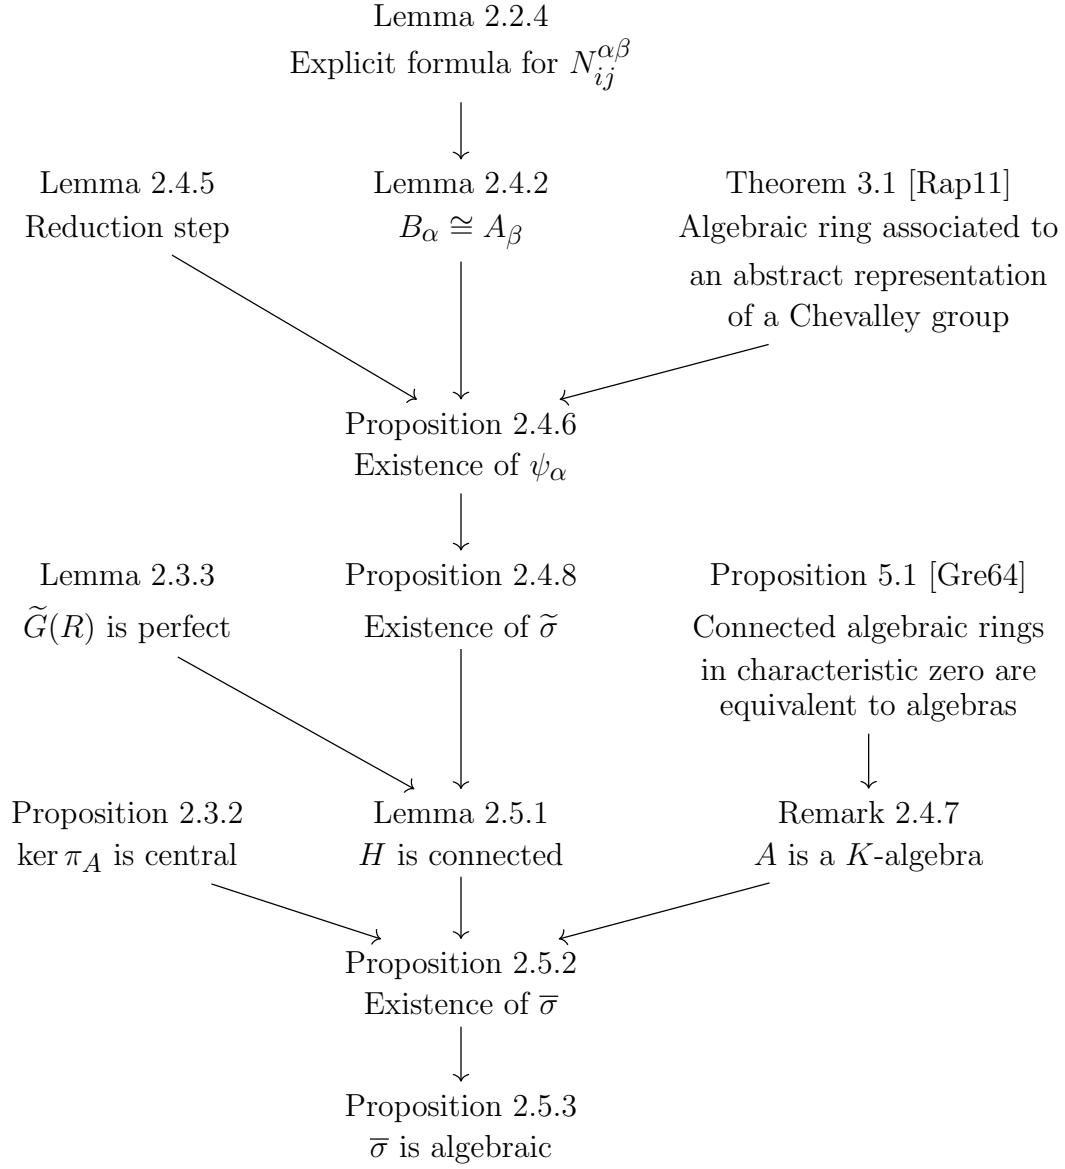 Lemma 2.2.4
Explicit formula for $N_{ij}^{\alpha\beta}$
Lemma 2.4.5
Reduction step
Lemma 2.4.2
$B_\alpha \cong A_\beta$
Theorem 3.1 [Rap11]
Algebraic ring associated to
an abstract representation
of a Chevalley group
Proposition 2.4.6
Existence of $\psi_\alpha$
Lemma 2.3.3
$\widetilde{G}(R)$ is perfect
Proposition 2.4.8
Existence of $\widetilde{\sigma}$
Proposition 5.1 [Gre64]
Connected algebraic rings
in characteristic zero are
equivalent to algebras
Proposition 2.3.2
$\ker \pi_A$ is central
Lemma 2.5.1
$H$ is connected
Remark 2.4.7
$A$ is a $K$-algebra
Proposition 2.5.2
Existence of $\overline{\sigma}$
Proposition 2.5.3
$\overline{\sigma}$ is algebraic